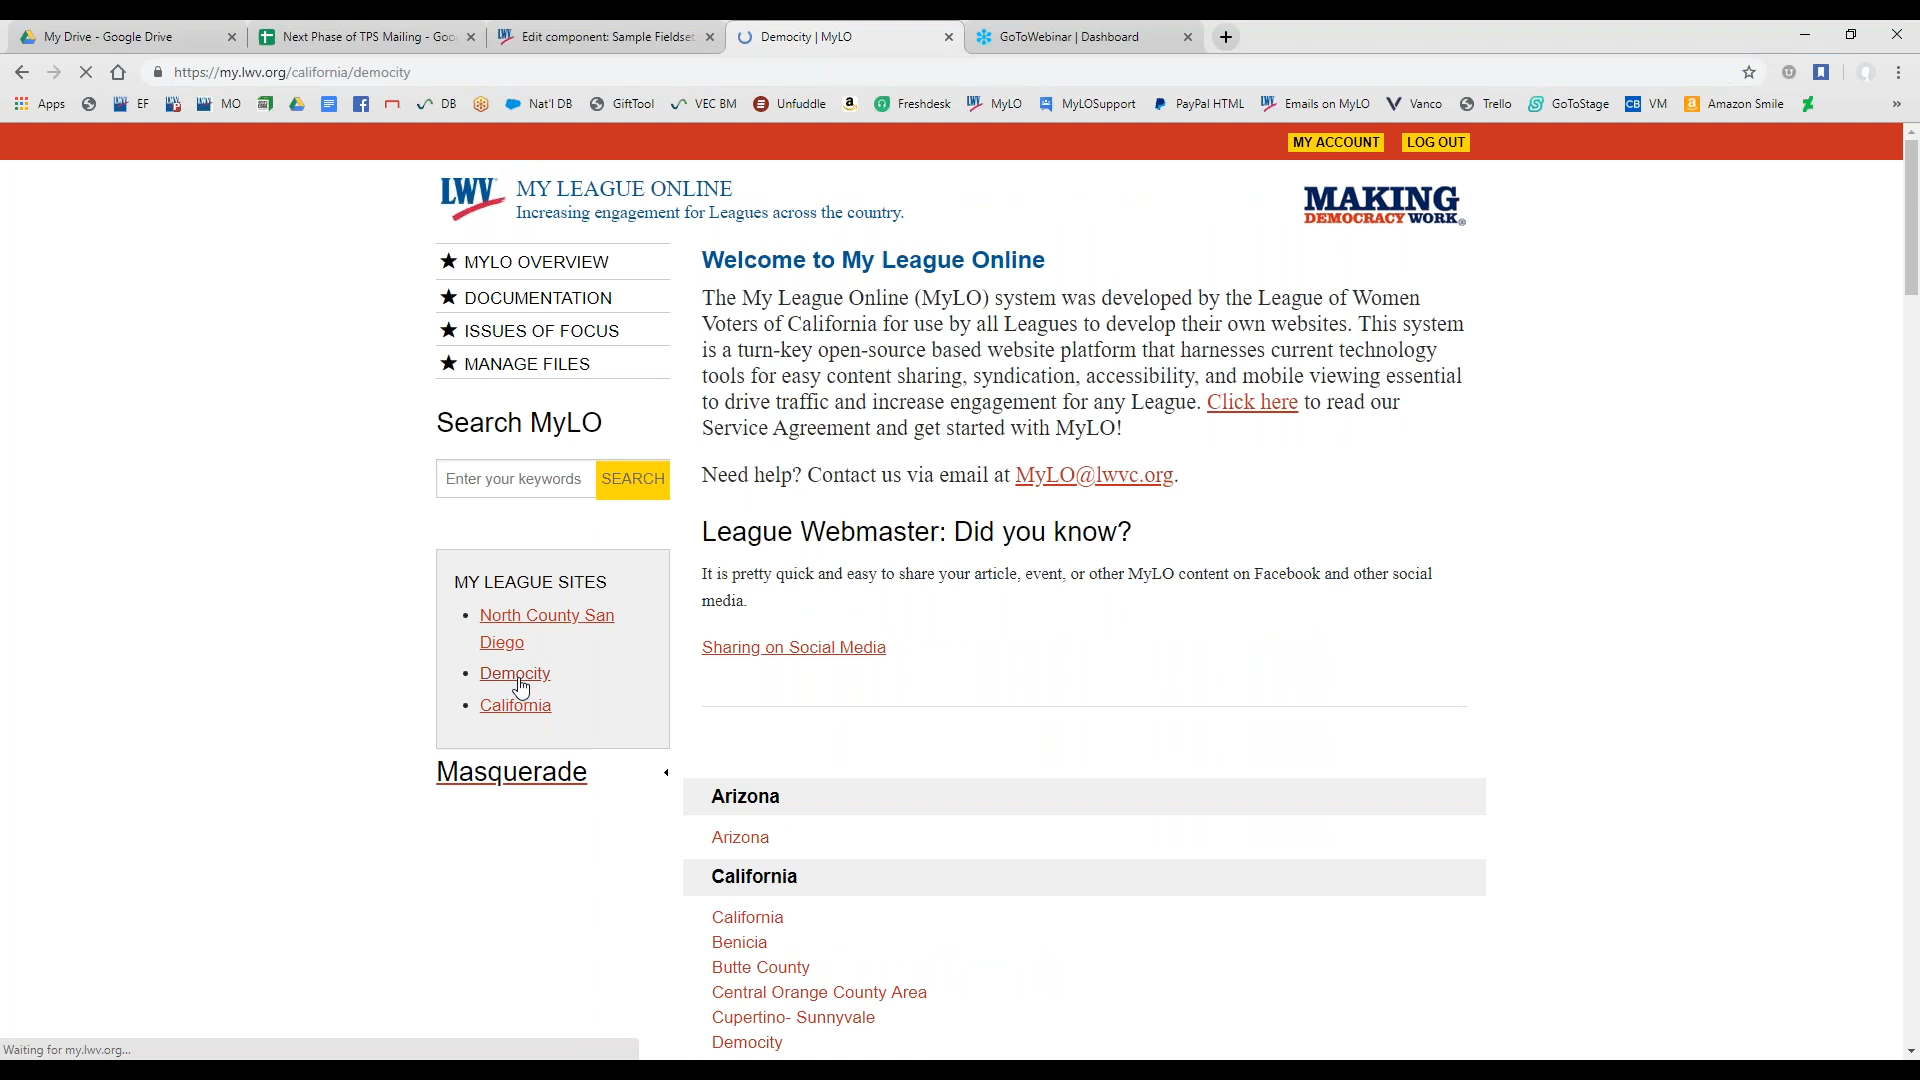 My Drive - Google Drive
Next Phase of TPS Mailing - Goo
Edit component: Sample Fieldset
Democity | MyLO
GoToWebinar | Dashboard
https://my.lwv.org/california/democity
Apps
EF
MO
DB
Nat'l DB
GiftTool
VEC BM
Unfuddle
Freshdesk
MyLO
MyLOSupport
PayPal HTML
Emails on MyLO
Vanco
Trello
GoToStage
CB VM
Amazon Smile
MY ACCOUNT
LOG OUT
LWV MY LEAGUE ONLINE
Increasing engagement for Leagues across the country.
MAKING
DEMOCRACY WORK®
MYLO OVERVIEW
DOCUMENTATION
ISSUES OF FOCUS
MANAGE FILES
Search MyLO
Enter your keywords
SEARCH
MY LEAGUE SITES
North County San
Diego
Democity
California
Masquerade
Welcome to My League Online
The My League Online (MyLO) system was developed by the League of Women
Voters of California for use by all Leagues to develop their own websites. This system
is a turn-key open-source based website platform that harnesses current technology
tools for easy content sharing, syndication, accessibility, and mobile viewing essential
to drive traffic and increase engagement for any League. Click here to read our
Service Agreement and get started with MyLO!
Need help? Contact us via email at MyLO@lwvc.org.
League Webmaster: Did you know?
It is pretty quick and easy to share your article, event, or other MyLO content on Facebook and other social
media.
Sharing on Social Media
Arizona
Arizona
California
California
Benicia
Butte County
Central Orange County Area
Cupertino- Sunnyvale
Democity
Waiting for my.lwv.org...